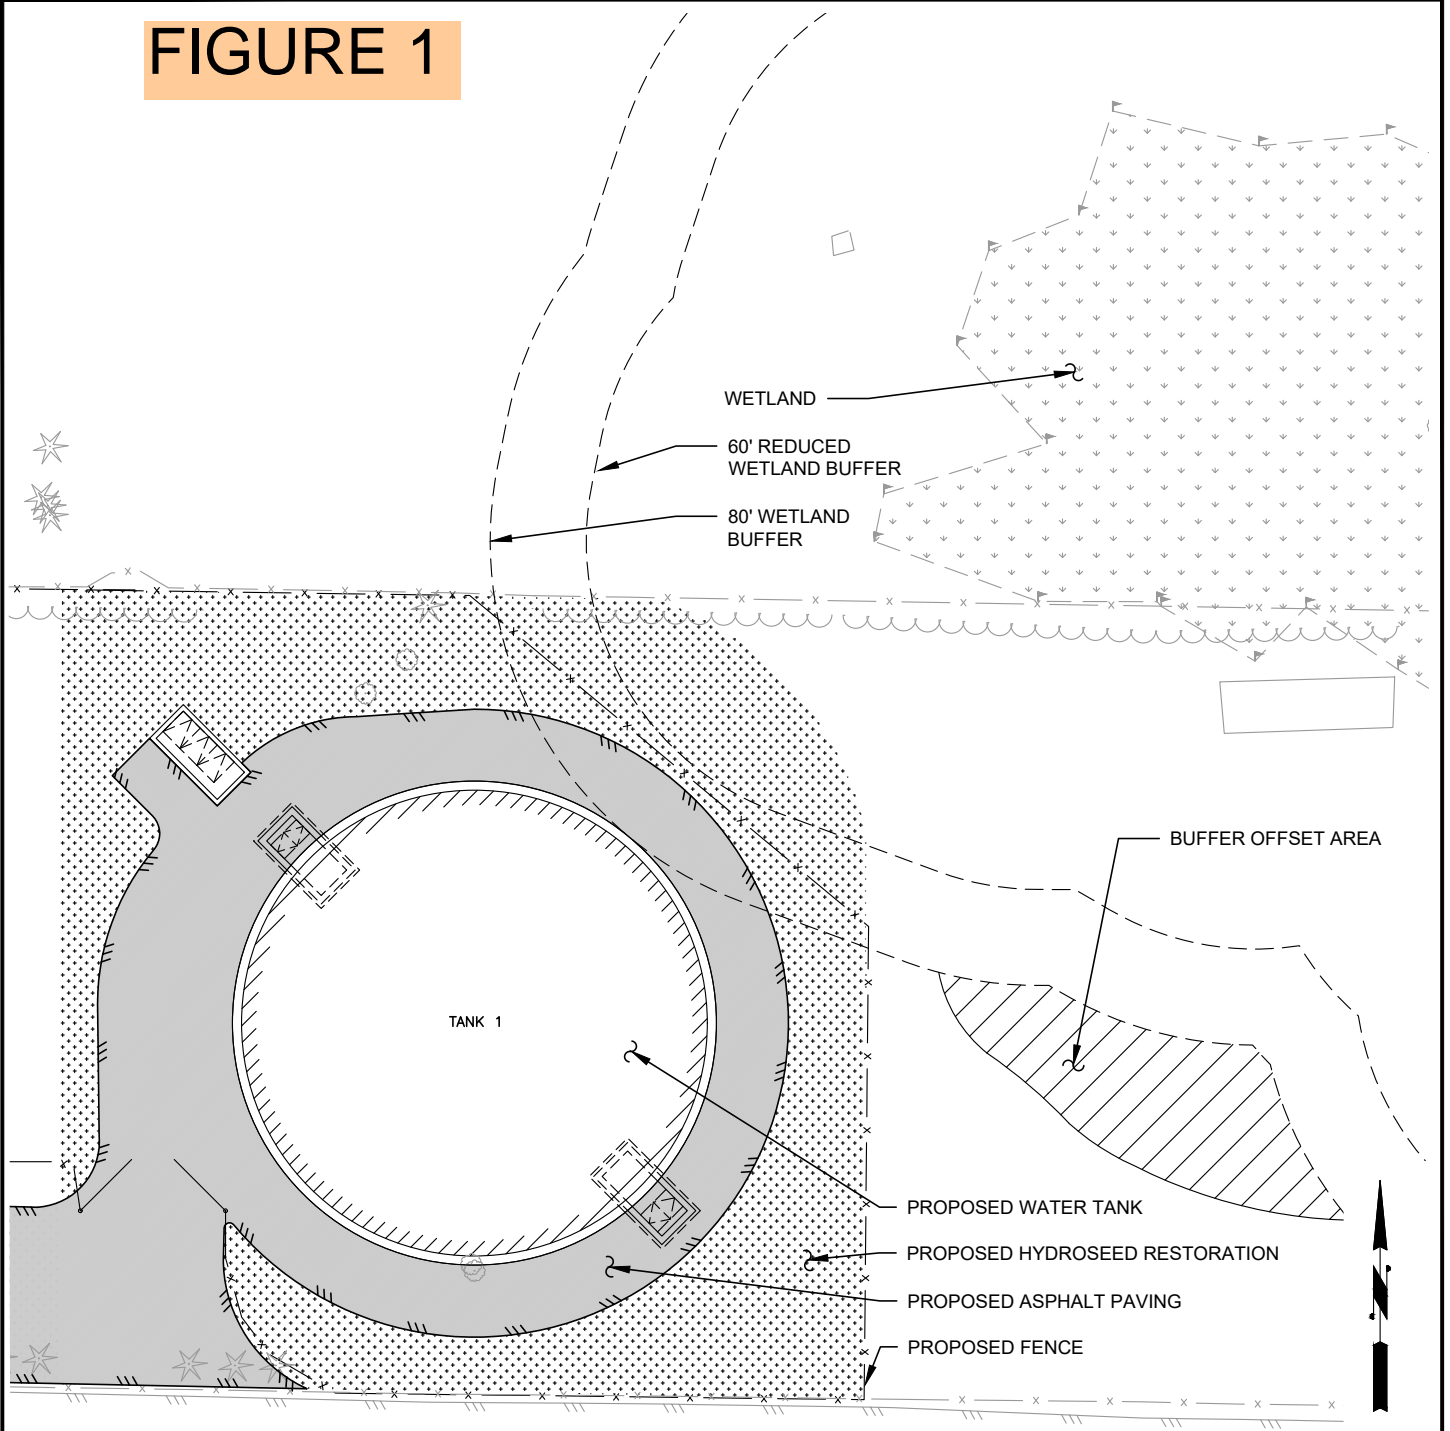 FIGURE 1
WETLAND
60' REDUCED
WETLAND BUFFER
80' WETLAND
BUFFER
BUFFER OFFSET AREA
TANK 1
PROPOSED WATER TANK
PROPOSED HYDROSEED RESTORATION
PROPOSED ASPHALT PAVING
PROPOSED FENCE